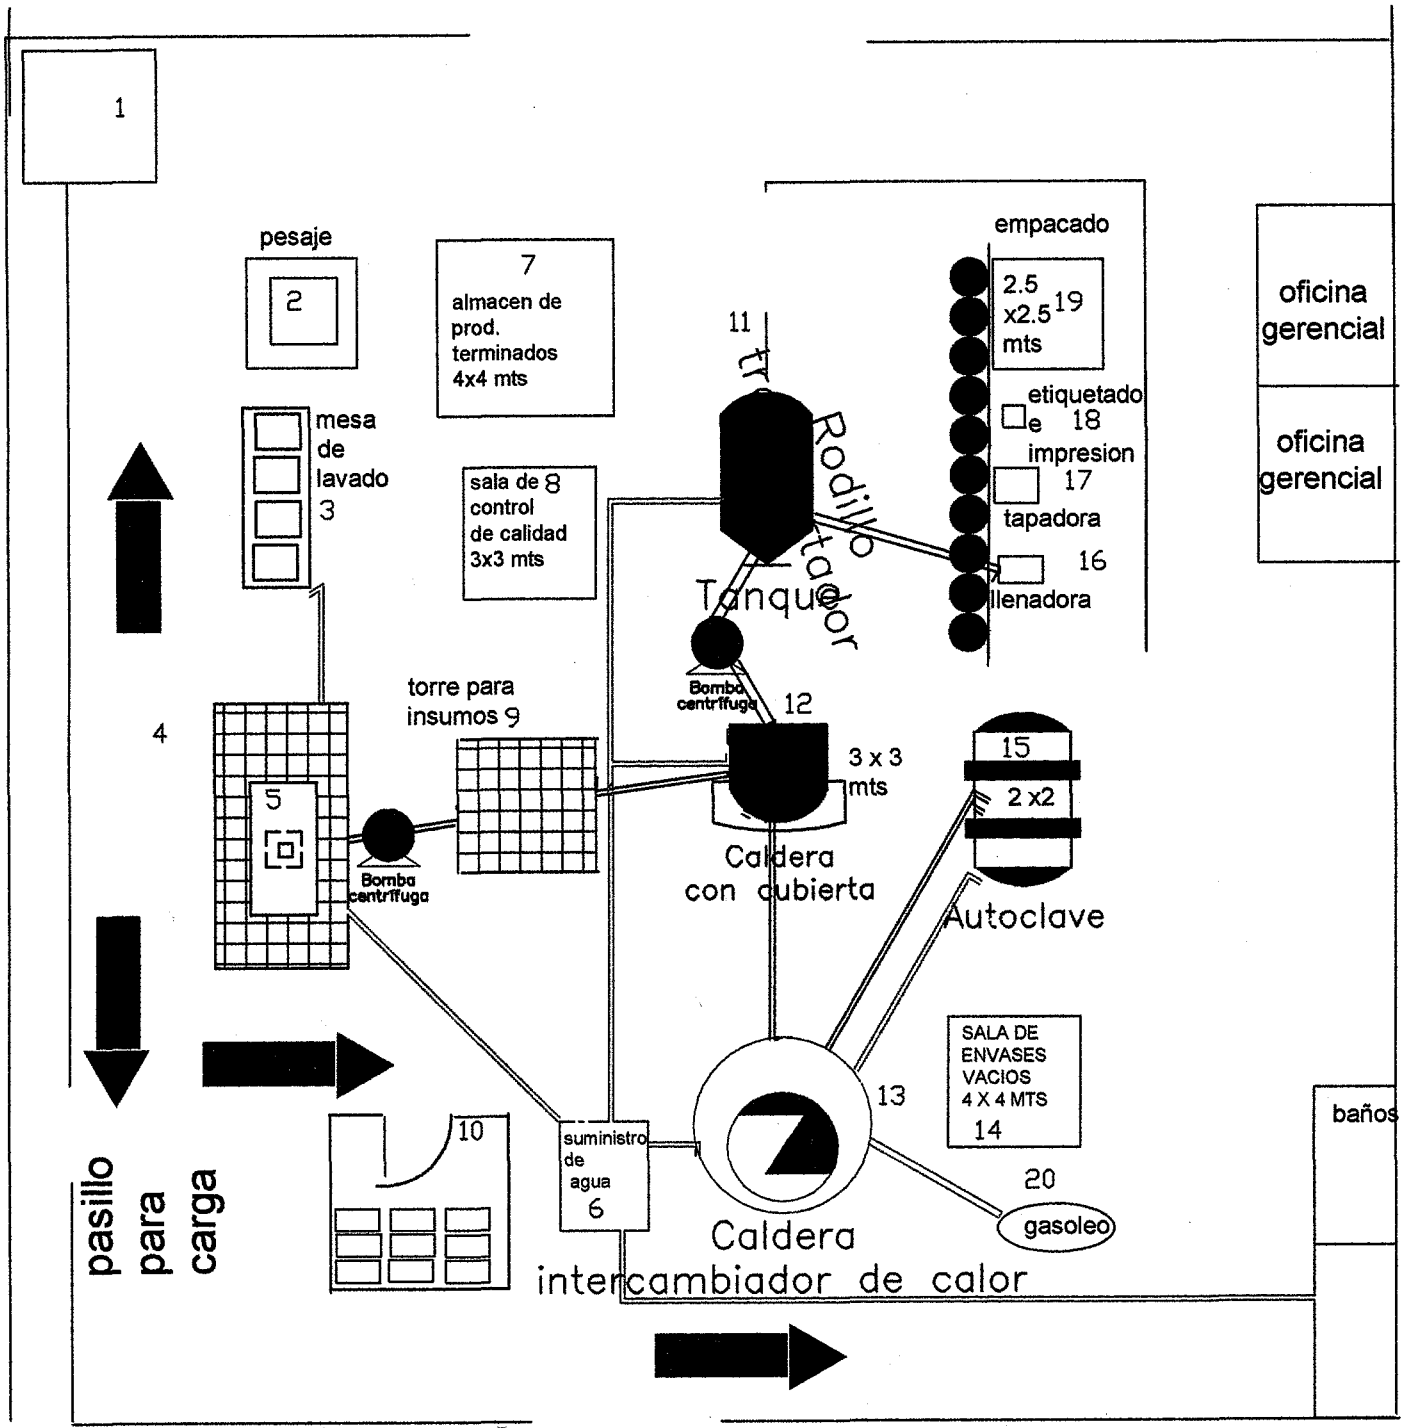 1
pesaje
2
7
almacen de
prod.
terminados
4x4 mts
empacado
2.5
x2.5
mts
19
oficina
gerencial
11
Rodillo
tador
etiquetado
e 18
impresion
17
tapadora
16
llenadora
oficina
gerencial
mesa
de
lavado
3
sala de 8
control
de calidad
3x3 mts
Tanque
Bomba
centrífuga
torre para
insumos 9
12
3 x 3
mts
15
2 x2
4
5
Bomba
centrífuga
Caldera
con cubierta
Autoclave
SALA DE
ENVASES
VACIOS
4 X 4 MTS
14
13
baños
10
suministro
de
agua
6
20
gasoleo
pasillo
para
carga
Caldera
intercambiador de calor